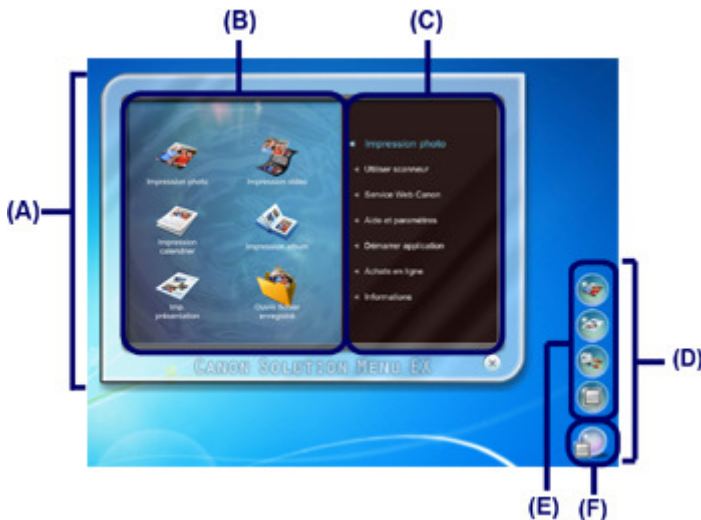 (B)
(C)
(A)
Impression photo
Impression vidéo
Impression
calendrier
Impression album
Imp.
présentation
Ouvrir fichier
enregistré
Impression photo
Utiliser scanneur
Service Web Canon
Aide et paramètres
Démarrer application
Achats en ligne
Informations
CANON SOLUTION MENU EX
(D)
(E)
(F)